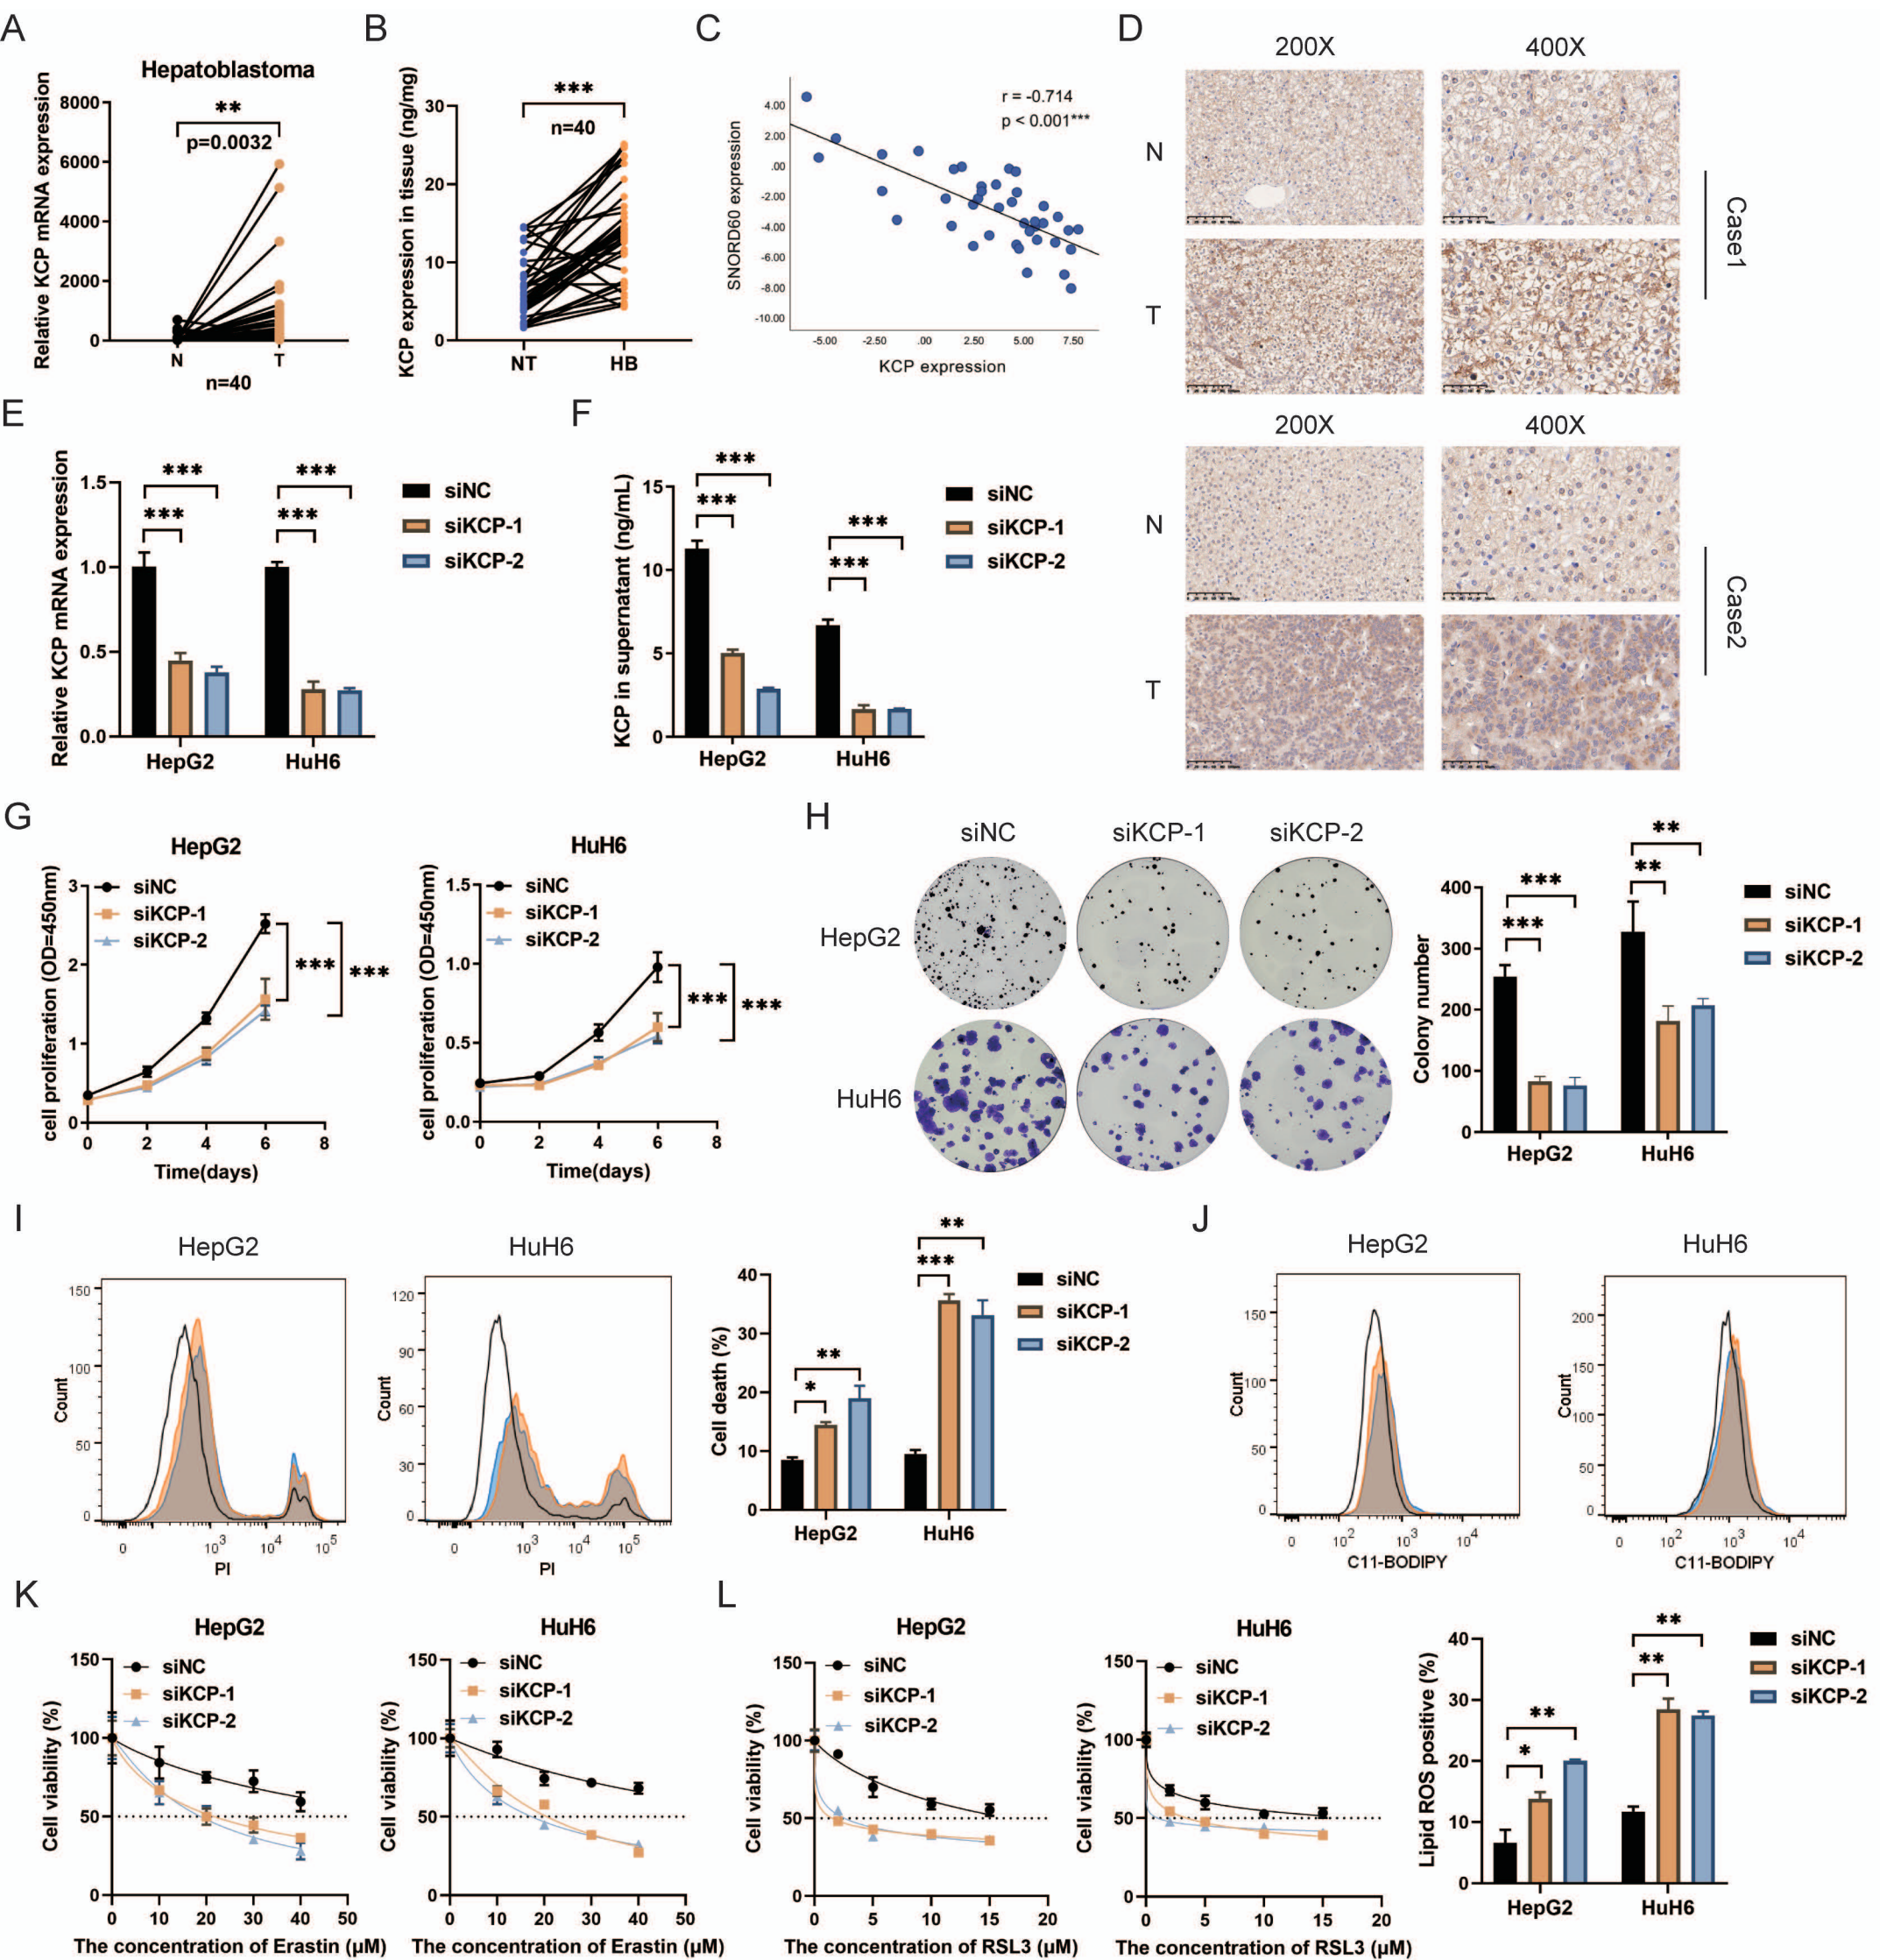 A
Hepatoblastoma
**
p=0.0032
Relative KCP mRNA expression
8000
6000
4000
2000
0
N
T
n=40
B
***
n=40
KCP expression in tissue (ng/mg)
30
20
10
0
NT
HB
C
r = -0.714
p < 0.001***
SNORD60 expression
4.00
2.00
.00
-2.00
-4.00
-6.00
-8.00
-10.00
-5.00
-2.50
.00
2.50
5.00
7.50
KCP expression
D
200X
400X
N
T
Case1
200X
400X
N
T
Case2
E
Relative KCP mRNA expression
1.5
1.0
0.5
0.0
***
***
***
***
HepG2
HuH6
siNC
siKCP-1
siKCP-2
F
KCP in supernatant (ng/mL)
15
10
5
0
***
***
***
***
HepG2
HuH6
siNC
siKCP-1
siKCP-2
G
HepG2
cell proliferation (OD=450nm)
3
2
1
0
siNC
siKCP-1
siKCP-2
***
***
0
2
4
6
8
Time(days)
HuH6
cell proliferation (OD=450nm)
1.5
1.0
0.5
0.0
siNC
siKCP-1
siKCP-2
***
***
0
2
4
6
8
Time(days)
H
siNC
siKCP-1
siKCP-2
HepG2
HuH6
Colony number
400
300
200
100
0
***
***
**
**
HepG2
HuH6
siNC
siKCP-1
siKCP-2
I
HepG2
Count
150
100
50
0
0
10³
10⁴
10⁵
PI
HuH6
Count
120
90
60
30
0
0
10³
10⁴
10⁵
PI
Cell death (%)
40
30
20
10
0
*
**
***
**
HepG2
HuH6
siNC
siKCP-1
siKCP-2
J
HepG2
Count
150
100
50
0
0
10²
10³
10⁴
C11-BODIPY
HuH6
Count
200
150
100
50
0
0
10²
10³
10⁴
C11-BODIPY
K
HepG2
Cell viability (%)
150
100
50
0
siNC
siKCP-1
siKCP-2
0
10
20
30
40
50
The concentration of Erastin (μM)
HuH6
Cell viability (%)
150
100
50
0
siNC
siKCP-1
siKCP-2
0
10
20
30
40
50
The concentration of Erastin (μM)
L
HepG2
Cell viability (%)
150
100
50
0
siNC
siKCP-1
siKCP-2
0
5
10
15
20
The concentration of RSL3 (μM)
HuH6
Cell viability (%)
150
100
50
0
siNC
siKCP-1
siKCP-2
0
5
10
15
20
The concentration of RSL3 (μM)
Lipid ROS positive (%)
40
30
20
10
0
*
**
**
**
HepG2
HuH6
siNC
siKCP-1
siKCP-2